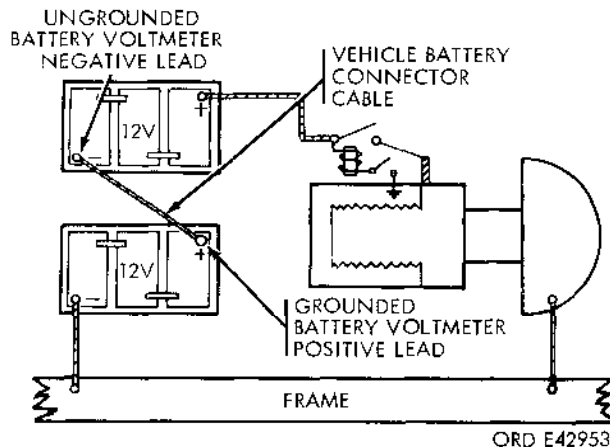 UNGROUNDED
BATTERY VOLTMETER
NEGATIVE LEAD
VEHICLE BATTERY
CONNECTOR
CABLE
12V
+
−
12V
+
−
GROUNDED
BATTERY VOLTMETER
POSITIVE LEAD
FRAME
ORD E42953